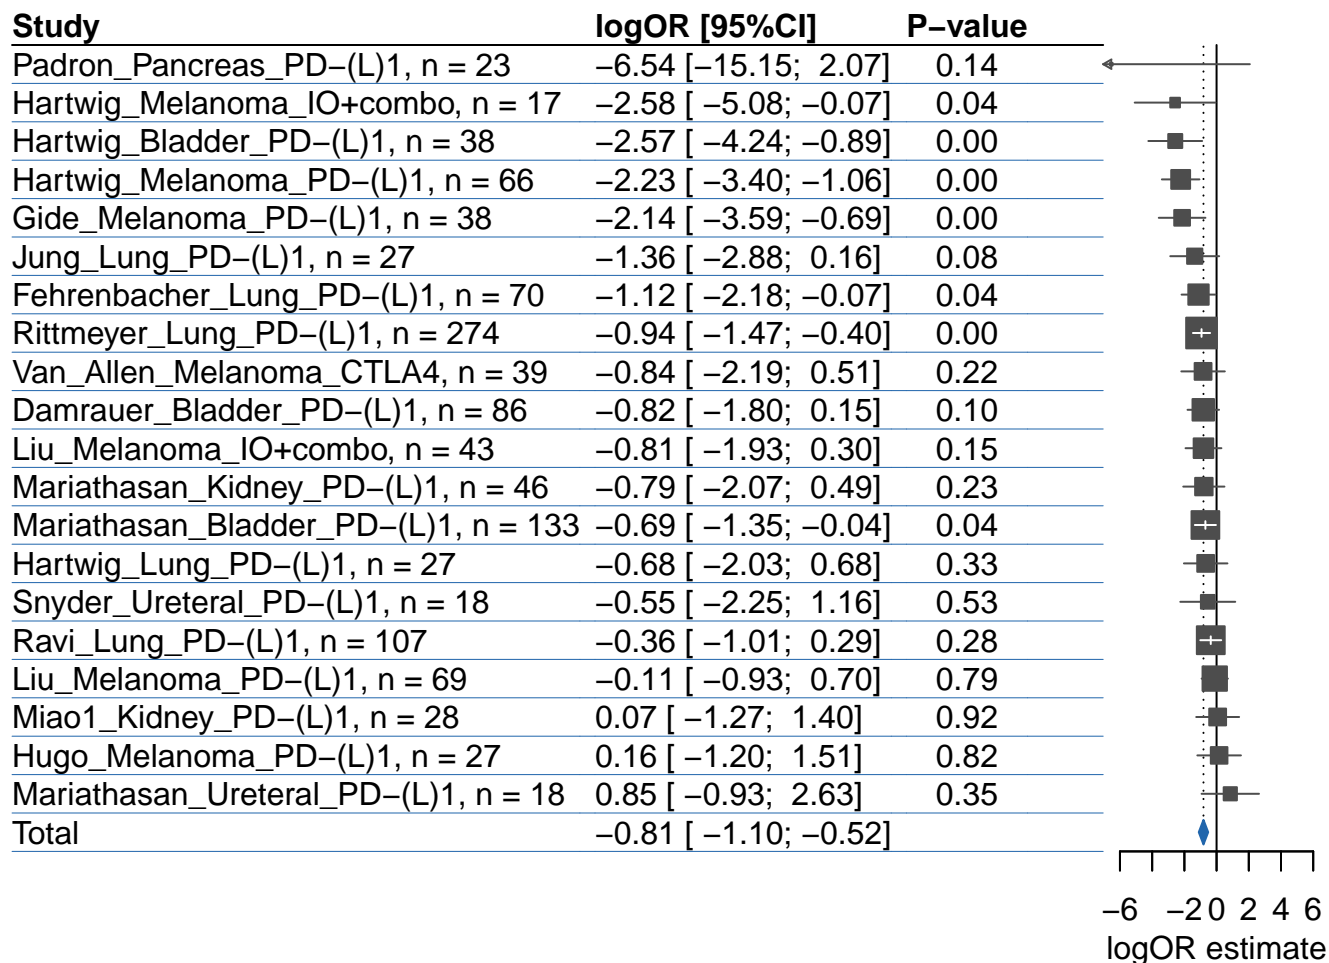 Study logOR [95%CI] P−value
Padron_Pancreas_PD−(L)1, n = 23 −6.54 [−15.15; 2.07] 0.14
Hartwig_Melanoma_IO+combo, n = 17 −2.58 [ −5.08; −0.07] 0.04
Hartwig_Bladder_PD−(L)1, n = 38 −2.57 [ −4.24; −0.89] 0.00
Hartwig_Melanoma_PD−(L)1, n = 66 −2.23 [ −3.40; −1.06] 0.00
Gide_Melanoma_PD−(L)1, n = 38 −2.14 [ −3.59; −0.69] 0.00
Jung_Lung_PD−(L)1, n = 27 −1.36 [ −2.88; 0.16] 0.08
Fehrenbacher_Lung_PD−(L)1, n = 70 −1.12 [ −2.18; −0.07] 0.04
Rittmeyer_Lung_PD−(L)1, n = 274 −0.94 [ −1.47; −0.40] 0.00
Van_Allen_Melanoma_CTLA4, n = 39 −0.84 [ −2.19; 0.51] 0.22
Damrauer_Bladder_PD−(L)1, n = 86 −0.82 [ −1.80; 0.15] 0.10
Liu_Melanoma_IO+combo, n = 43 −0.81 [ −1.93; 0.30] 0.15
Mariathasan_Kidney_PD−(L)1, n = 46 −0.79 [ −2.07; 0.49] 0.23
Mariathasan_Bladder_PD−(L)1, n = 133 −0.69 [ −1.35; −0.04] 0.04
Hartwig_Lung_PD−(L)1, n = 27 −0.68 [ −2.03; 0.68] 0.33
Snyder_Ureteral_PD−(L)1, n = 18 −0.55 [ −2.25; 1.16] 0.53
Ravi_Lung_PD−(L)1, n = 107 −0.36 [ −1.01; 0.29] 0.28
Liu_Melanoma_PD−(L)1, n = 69 −0.11 [ −0.93; 0.70] 0.79
Miao1_Kidney_PD−(L)1, n = 28 0.07 [ −1.27; 1.40] 0.92
Hugo_Melanoma_PD−(L)1, n = 27 0.16 [ −1.20; 1.51] 0.82
Mariathasan_Ureteral_PD−(L)1, n = 18 0.85 [ −0.93; 2.63] 0.35
Total −0.81 [ −1.10; −0.52]
−6 −2 0 2 4 6
logOR estimate